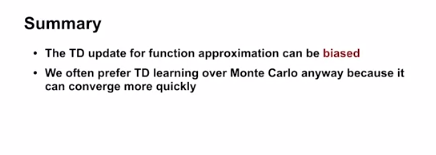 Summary
• The TD update for function approximation can be biased
• We often prefer TD learning over Monte Carlo anyway because it
can converge more quickly